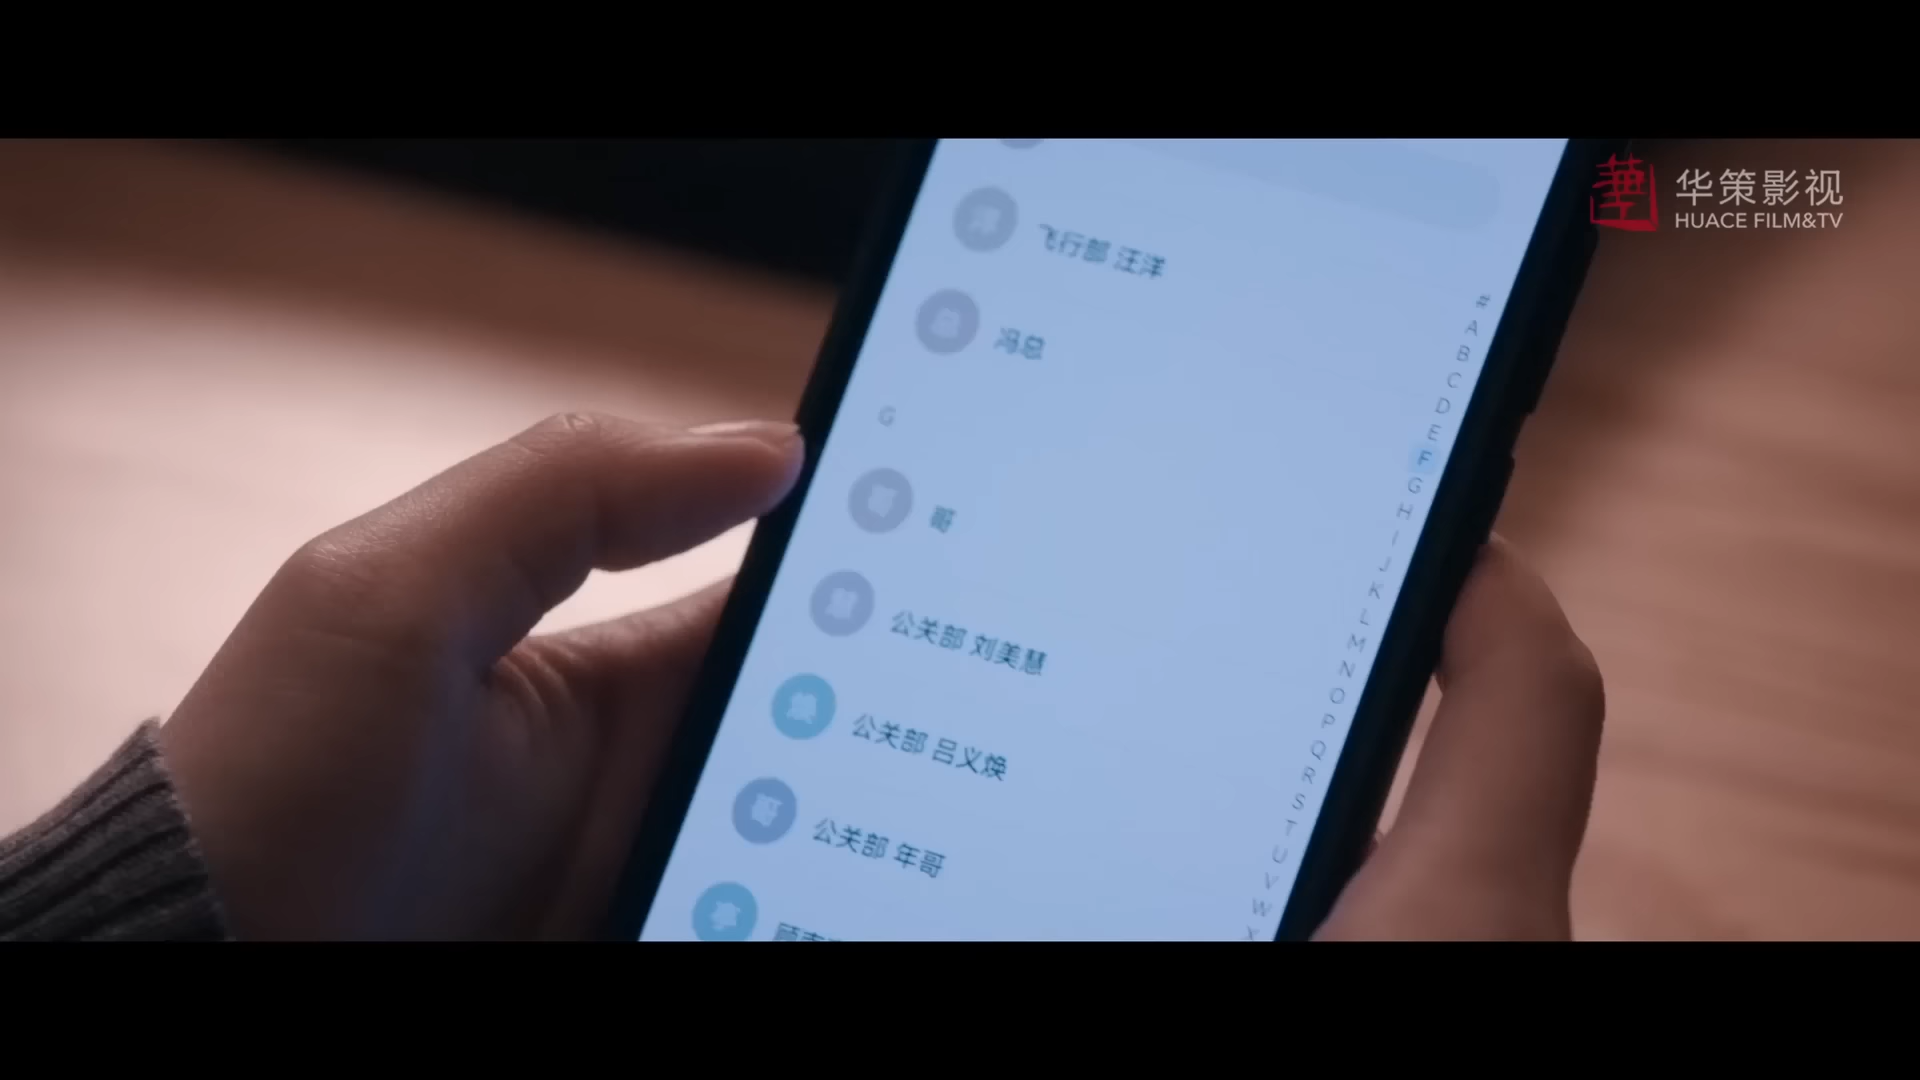 华策影视
HUACE FILM&TV
飞行部 汪洋
冯总
G
哥
公关部 刘美慧
公关部 吕义焕
公关部 年哥
#
A
B
C
D
E
F
G
H
I
J
K
L
M
N
O
P
Q
R
S
T
U
V
W
X